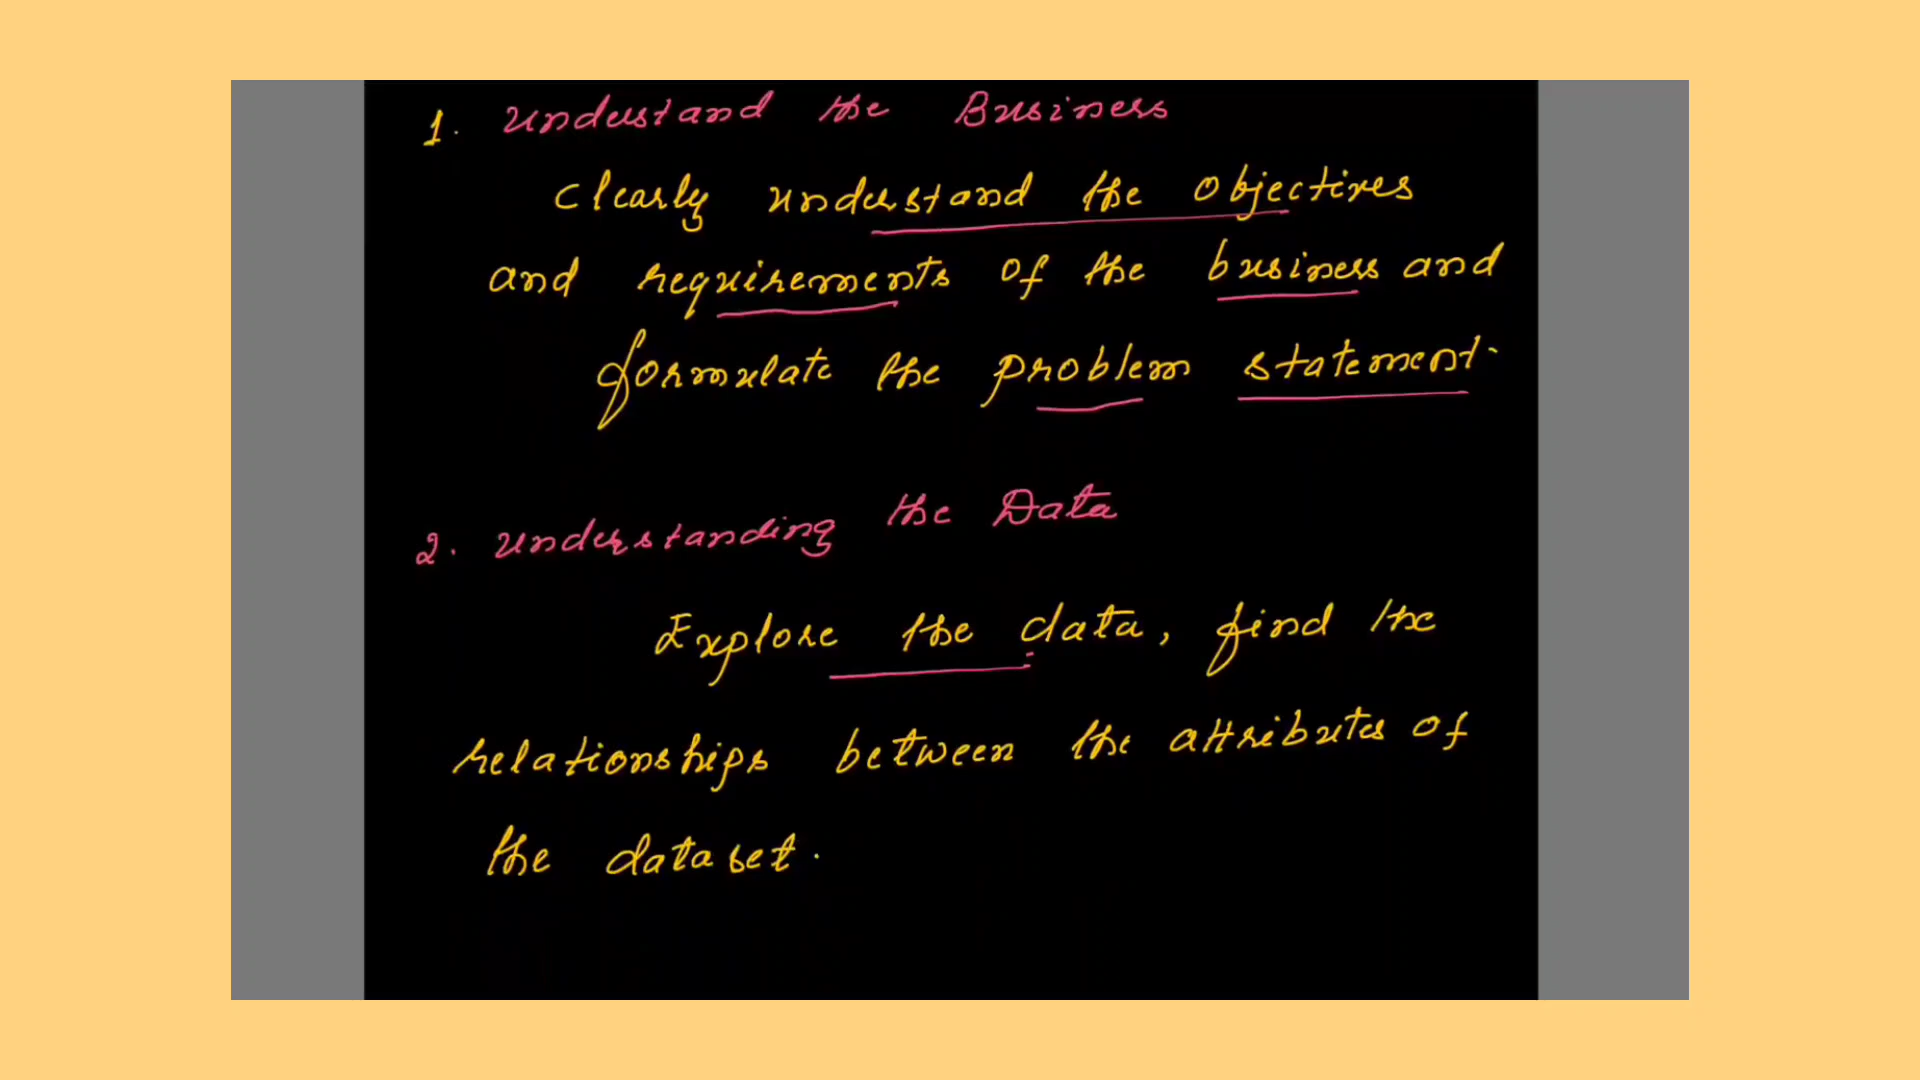 1. Understand the Business
Clearly understand the objectives
and requirements of the business and
formulate the problem statement.
2. Understanding the Data
Explore the data, find the
relationships between the attributes of
the dataset.